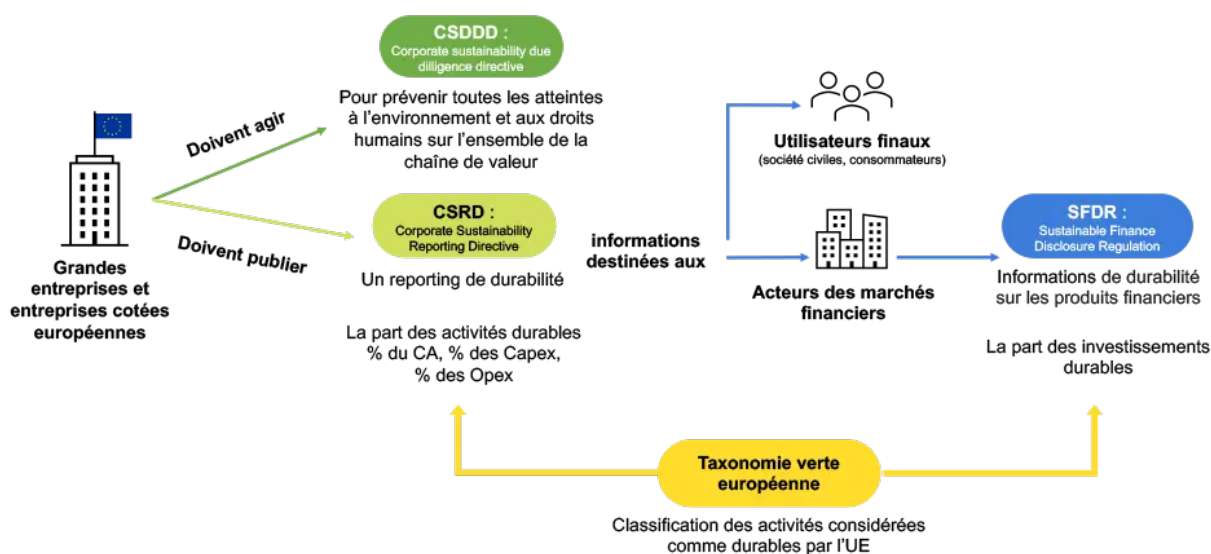 CSDDD :
Corporate sustainability due
dilligence directive
Pour prévenir toutes les atteintes
à l'environnement et aux droits
humains sur l'ensemble de la
chaîne de valeur
Doivent agir
Doivent publier
Grandes
entreprises et
entreprises cotées
européennes
CSRD :
Corporate Sustainability
Reporting Directive
Un reporting de durabilité
La part des activités durables
% du CA, % des Capex,
% des Opex
informations
destinées aux
Utilisateurs finaux
(société civiles, consommateurs)
Acteurs des marchés
financiers
SFDR :
Sustainable Finance
Disclosure Regulation
Informations de durabilité
sur les produits financiers
La part des investissements
durables
Taxonomie verte
européenne
Classification des activités considérées
comme durables par l'UE